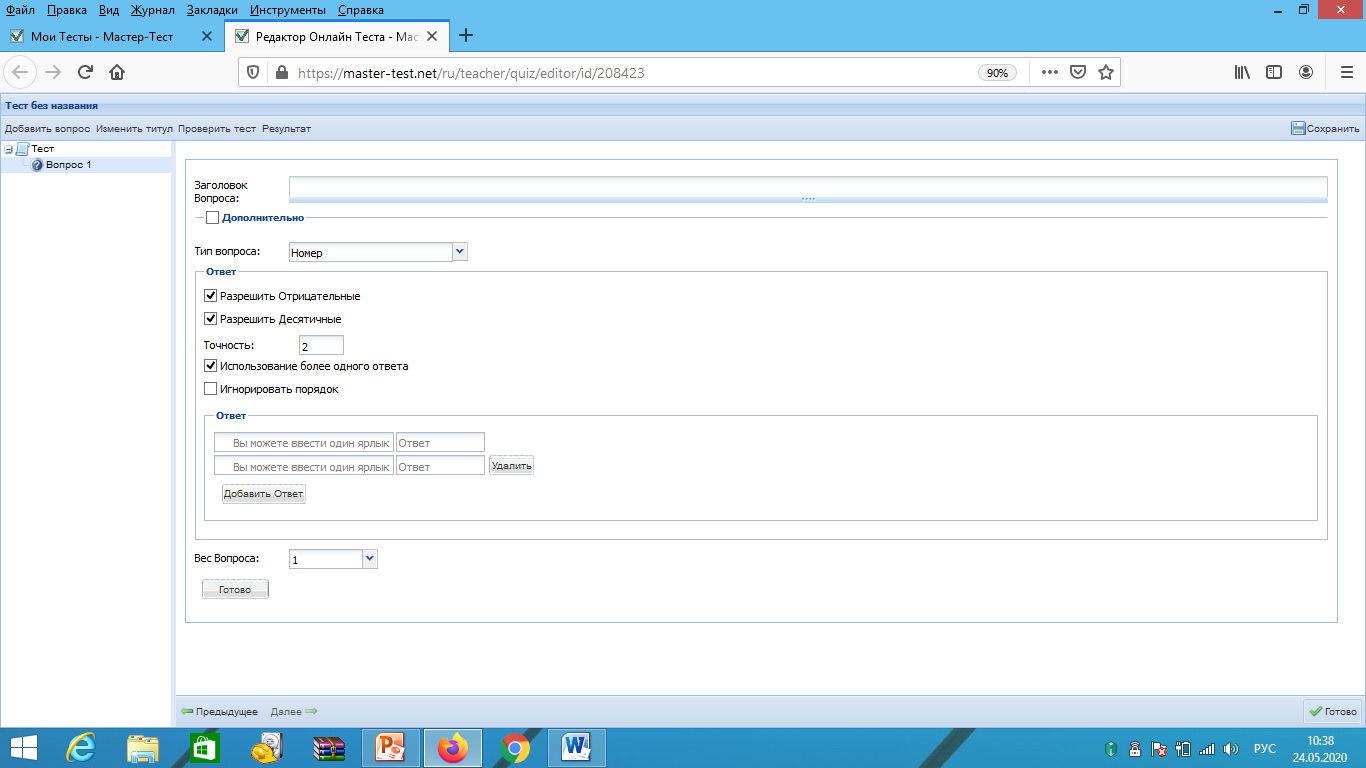 Файл Правка Вид Журнал Закладки Инструменты Справка
Мои Тесты - Мастер-Тест
Редактор Онлайн Теста - Мас
https://master-test.net/ru/teacher/quiz/editor/id/208423
90%
Тест без названия
Добавить вопрос Изменить титул Проверить тест Результат
Сохранить
Тест
Вопрос 1
Заголовок
Вопроса:
Дополнительно
Тип вопроса: Номер
Ответ
Разрешить Отрицательные
Разрешить Десятичные
Точность: 2
Использование более одного ответа
Игнорировать порядок
Ответ
Вы можете ввести один ярлык Ответ
Вы можете ввести один ярлык Ответ Удалить
Добавить Ответ
Вес Вопроса: 1
Готово
Предыдущее Далее
Готово
РУС
10:38
24.05.2020